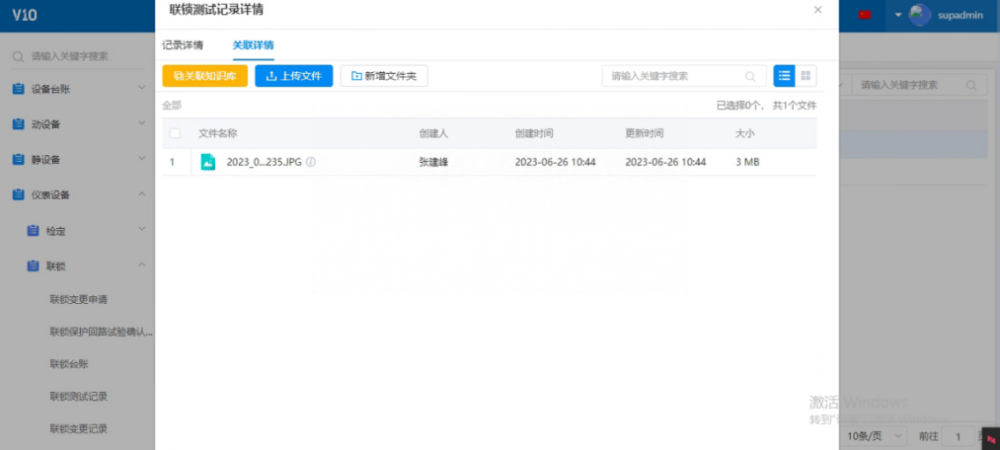 V10
联锁测试记录详情
supadmin
请输入关键字搜索
记录详情 关联详情
设备台账
关联知识库 上传文件 新增文件夹 请输入关键字搜索
请输入关键字搜索
全部 已选择0个， 共1个文件
动设备
文件名称 创建人 创建时间 更新时间 大小
静设备
1 2023_0...235.JPG 张建峰 2023-06-26 10:44 2023-06-26 10:44 3 MB
仪表设备
检定
联锁
联锁变更申请
联锁保护回路试验确认...
联锁台账
联锁测试记录
联锁变更记录
激活 Windows
转到"
10条/页 前往 1